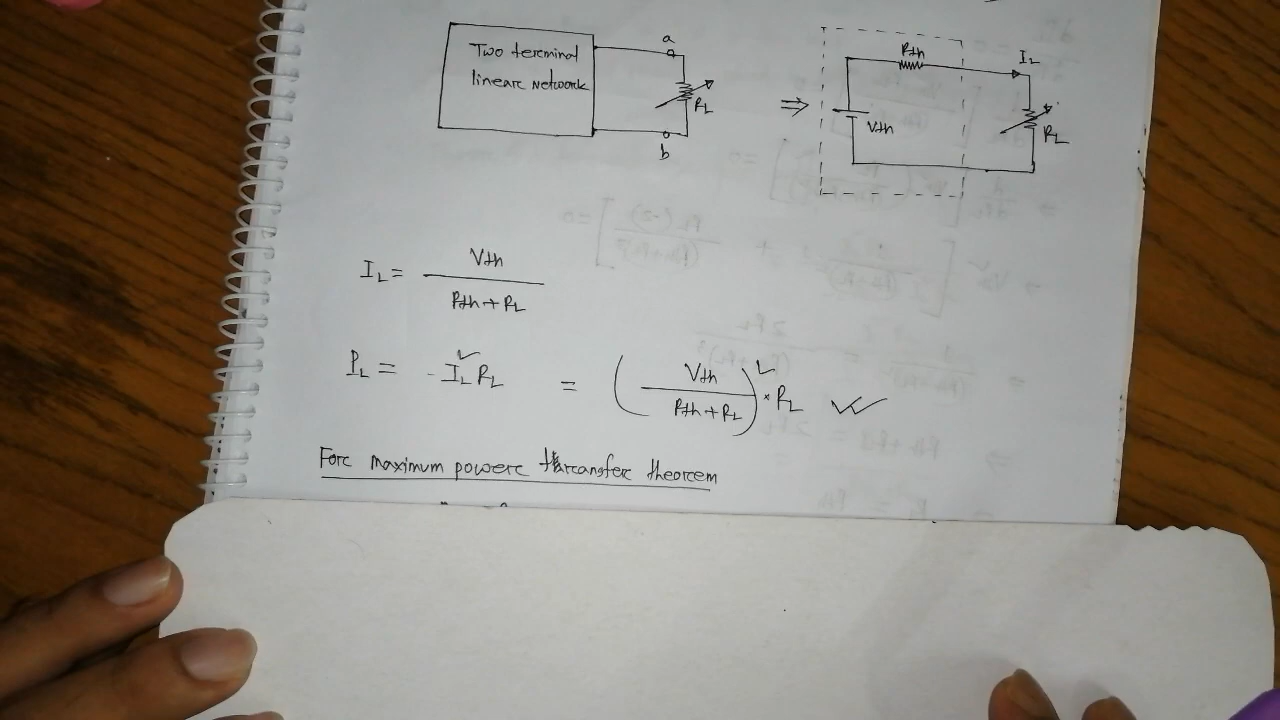 Two terminal
linear network
a
RL
b
⇒
Rth
IL
Vth
RL
IL = Vth / Rth + RL
PL = IL² RL = (Vth / Rth + RL)² * RL
For maximum power transfer theorem